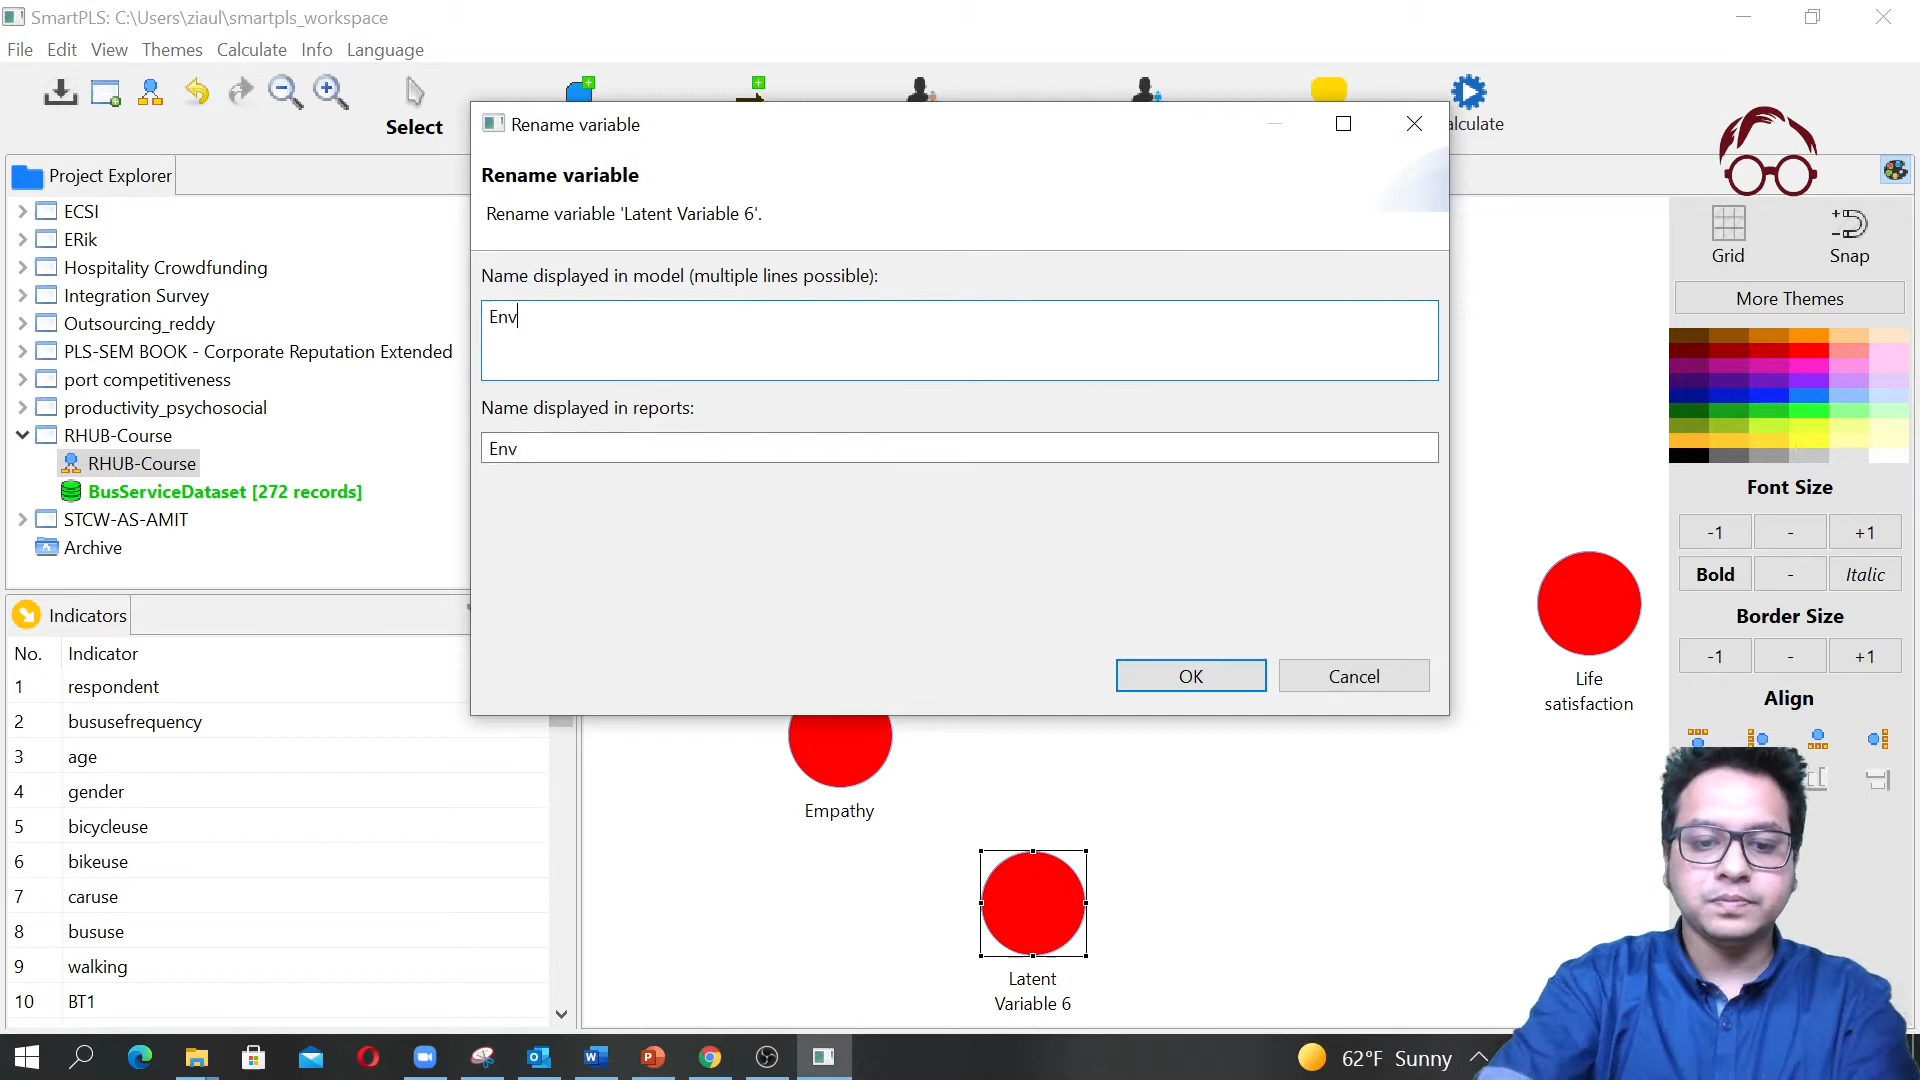 SmartPLS: C:\Users\ziaul\smartpls_workspace
File Edit View Themes Calculate Info Language
Select
alculate
Project Explorer
ECSI
ERik
Hospitality Crowdfunding
Integration Survey
Outsourcing_reddy
PLS-SEM BOOK - Corporate Reputation Extended
port competitiveness
productivity_psychosocial
RHUB-Course
RHUB-Course
BusServiceDataset [272 records]
STCW-AS-AMIT
Archive
Indicators
No. Indicator
1 respondent
2 bususefrequency
3 age
4 gender
5 bicycleuse
6 bikeuse
7 caruse
8 bususe
9 walking
10 BT1
Rename variable
Rename variable
Rename variable 'Latent Variable 6'.
Name displayed in model (multiple lines possible):
Env
Name displayed in reports:
Env
OK Cancel
Empathy
Latent
Variable 6
Life
satisfaction
Grid Snap
More Themes
Font Size
-1 - +1
Bold - Italic
Border Size
-1 - +1
Align
62°F Sunny